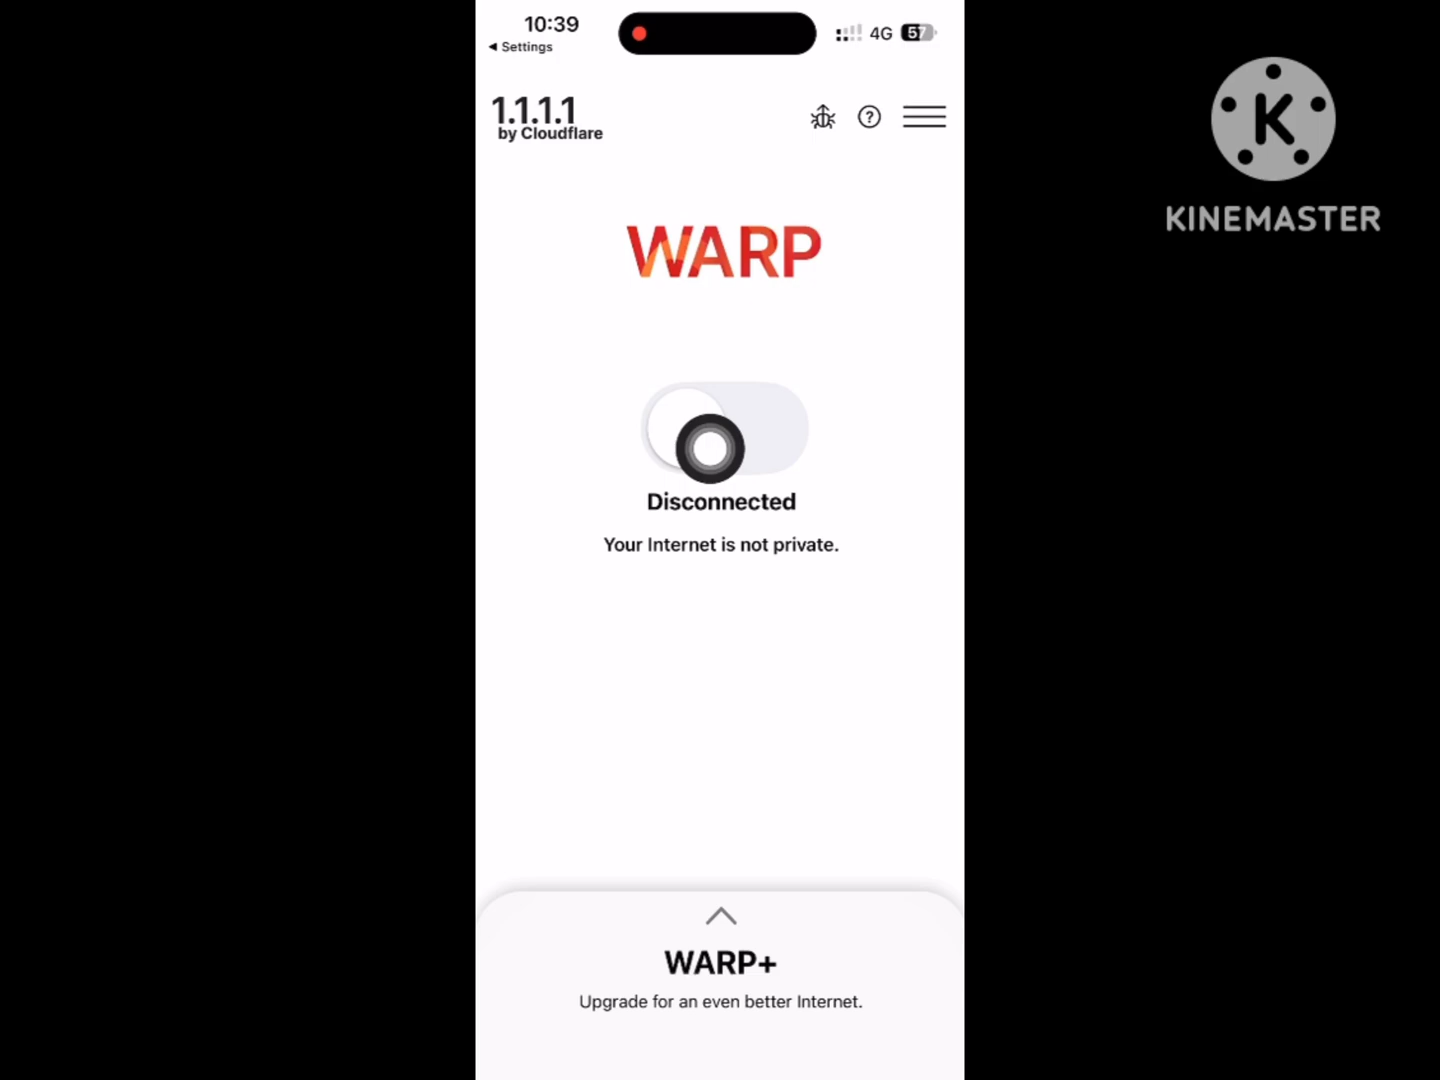 10:39
4G
57
◀ Settings
1.1.1.1
by Cloudflare
?
K
KINEMASTER
WARP
Disconnected
Your Internet is not private.
WARP+
Upgrade for an even better Internet.